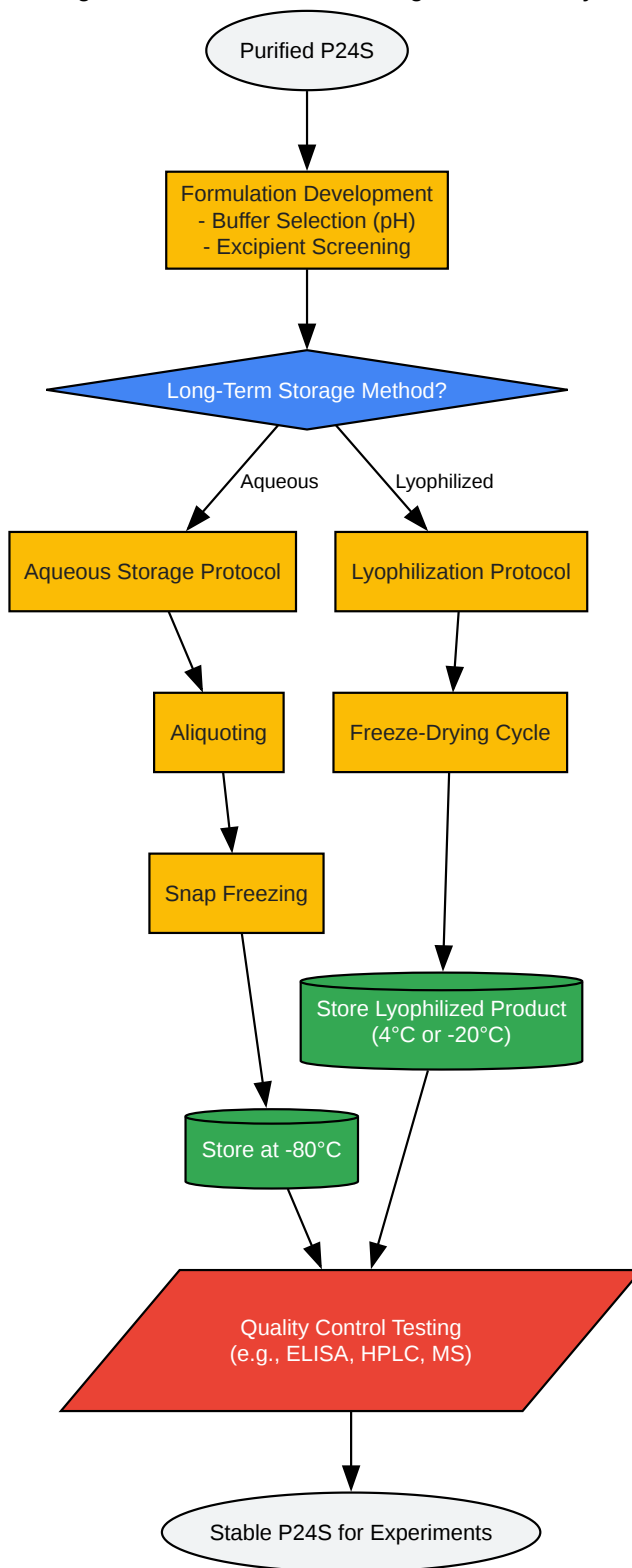 Purified P24S
Formulation Development
- Buffer Selection (pH)
- Excipient Screening
Long-Term Storage Method?
Aqueous
Lyophilized
Aqueous Storage Protocol
Lyophilization Protocol
Aliquoting
Freeze-Drying Cycle
Snap Freezing
Store Lyophilized Product
(4°C or -20°C)
Store at -80°C
Quality Control Testing
(e.g., ELISA, HPLC, MS)
Stable P24S for Experiments